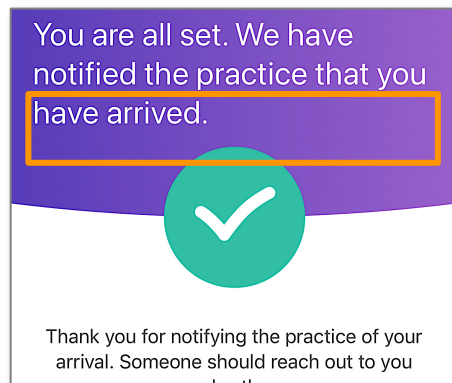 You are all set. We have
notified the practice that you
have arrived.
Thank you for notifying the practice of your
arrival. Someone should reach out to you